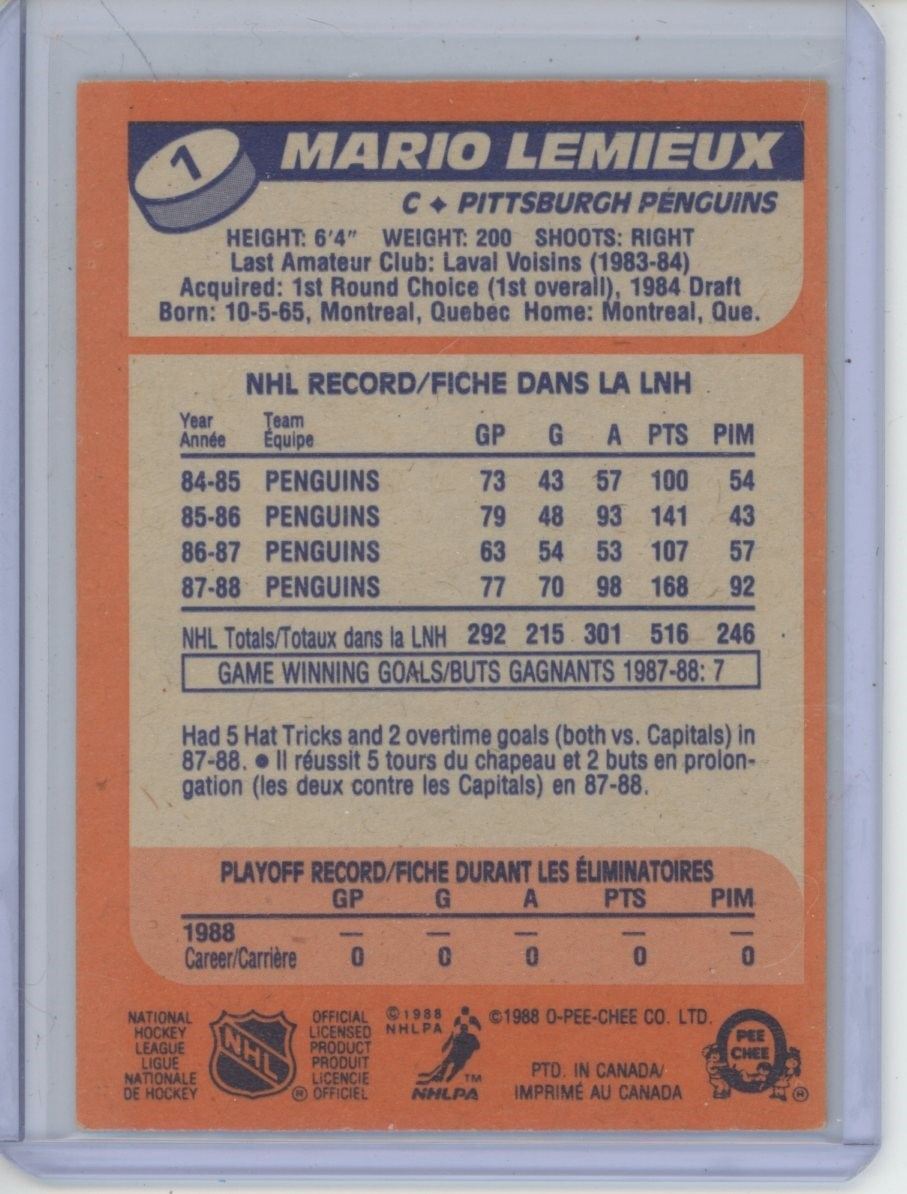 1
MARIO LEMIEUX
C ♦ PITTSBURGH PENGUINS
HEIGHT: 6'4" WEIGHT: 200 SHOOTS: RIGHT
Last Amateur Club: Laval Voisins (1983-84)
Acquired: 1st Round Choice (1st overall), 1984 Draft
Born: 10-5-65, Montreal, Quebec Home: Montreal, Que.
NHL RECORD/FICHE DANS LA LNH
Year Team
Année Équipe GP G A PTS PIM
84-85 PENGUINS 73 43 57 100 54
85-86 PENGUINS 79 48 93 141 43
86-87 PENGUINS 63 54 53 107 57
87-88 PENGUINS 77 70 98 168 92
NHL Totals/Totaux dans la LNH 292 215 301 516 246
GAME WINNING GOALS/BUTS GAGNANTS 1987-88: 7
Had 5 Hat Tricks and 2 overtime goals (both vs. Capitals) in
87-88. ● Il réussit 5 tours du chapeau et 2 buts en prolon-
gation (les deux contre les Capitals) en 87-88.
PLAYOFF RECORD/FICHE DURANT LES ÉLIMINATOIRES
GP G A PTS PIM
1988 — — — — —
Career/Carrière 0 0 0 0 0
NATIONAL
HOCKEY
LEAGUE
LIGUE
NATIONALE
DE HOCKEY
NHL
®
OFFICIAL
LICENSED
PRODUCT
PRODUIT
LICENCIE
OFFICIEL
©1988
NHLPA
TM
NHLPA
©1988 O-PEE-CHEE CO. LTD.
PTD. IN CANADA/
IMPRIMÉ AU CANADA
PEE
CHEE
®